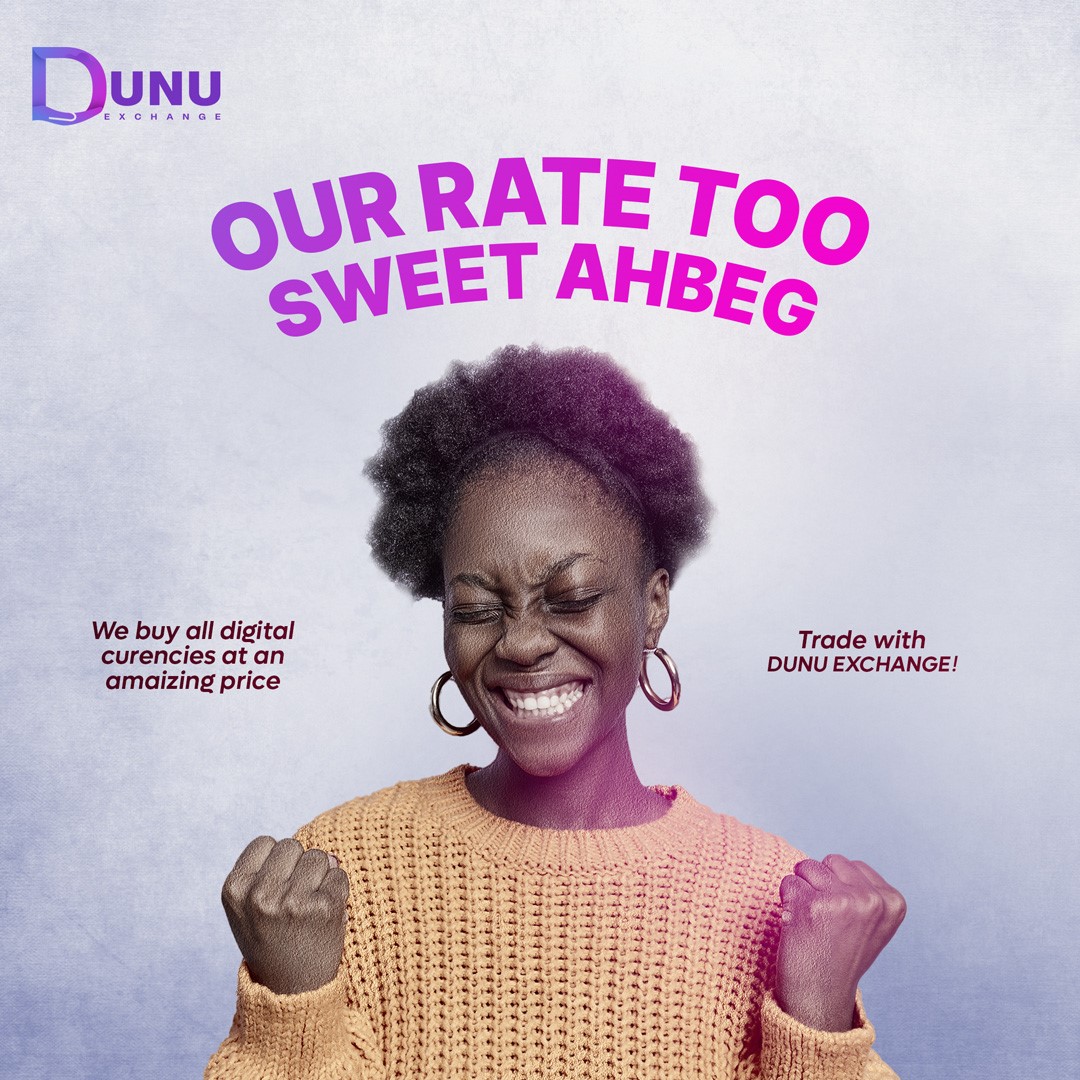 DUNU
EXCHANGE
OUR RATE TOO
SWEET AHBEG
We buy all digital
curencies at an
amaizing price
Trade with
DUNU EXCHANGE!